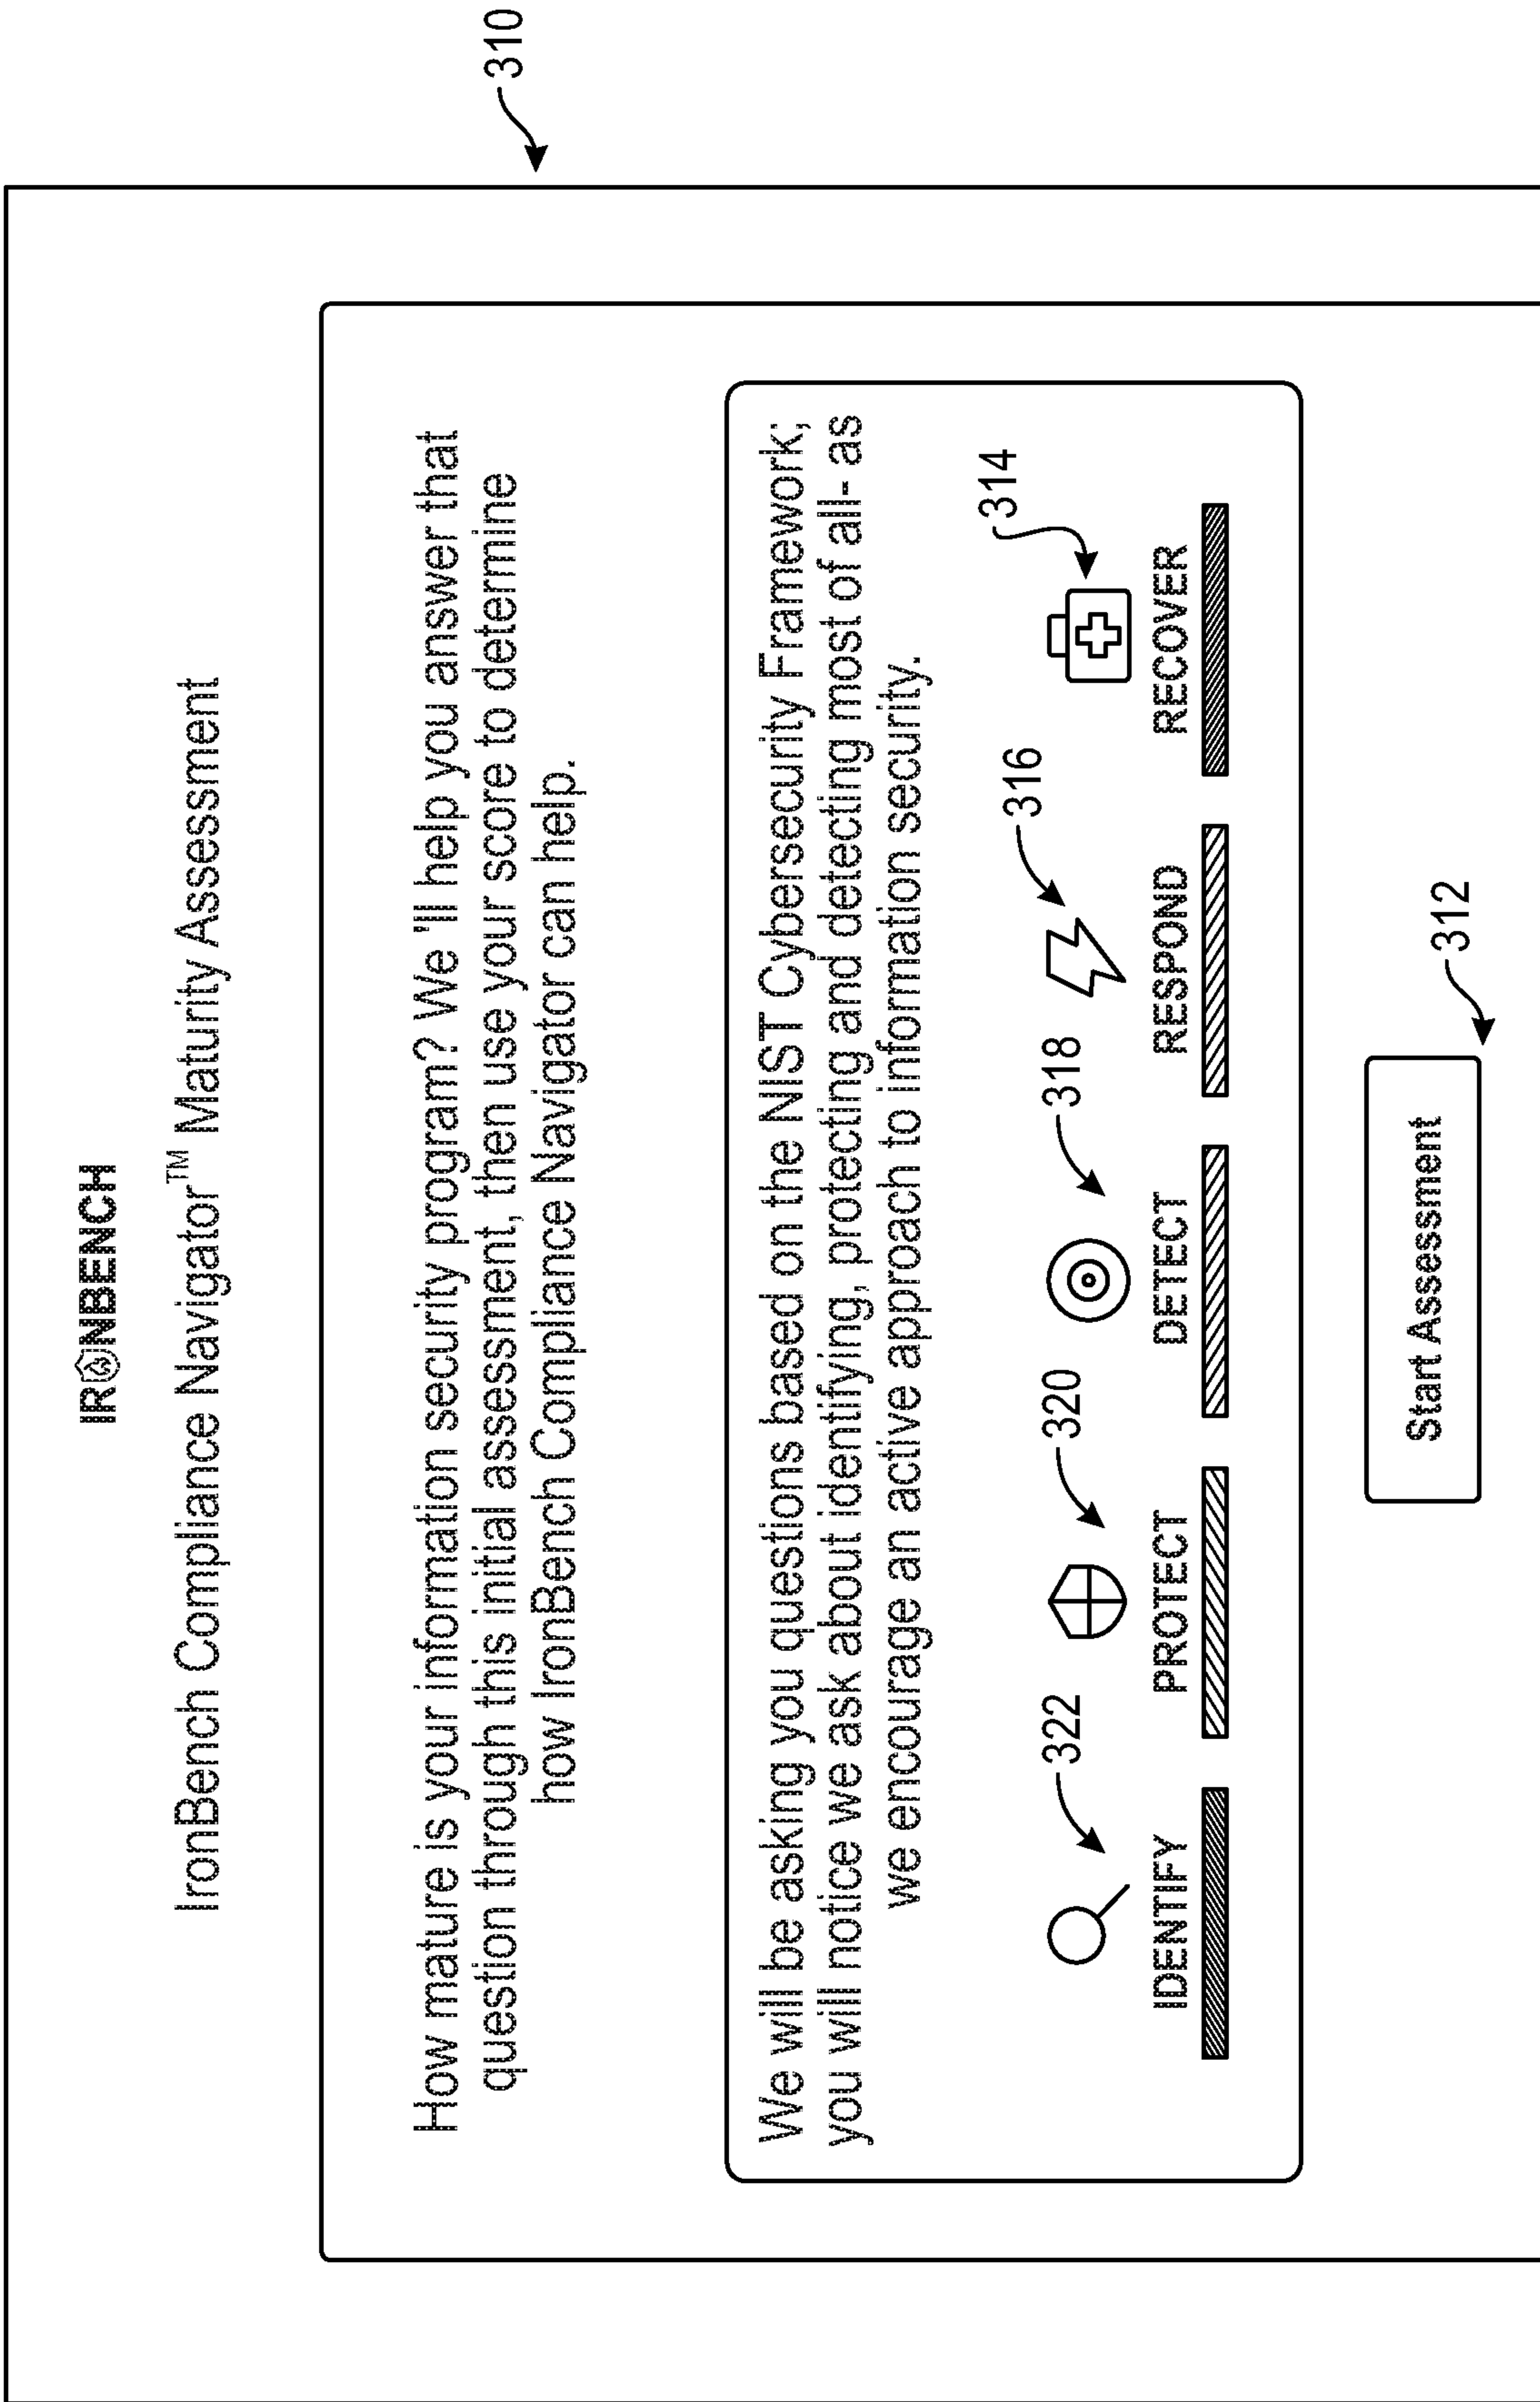 310
IRONBENCH
IronBench Compliance Navigator™ Maturity Assessment
How mature is your information security program? We 'll help you answer that
question through this initial assessment, then use your score to determine
how IronBench Compliance Navigator can help.
We will be asking you questions based on the NIST Cybersecurity Framework;
you will notice we ask about identifying, protecting and detecting most of all- as
we encourage an active approach to information security.
322 320 318 316 314
IDENTIFY PROTECT DETECT RESPOND RECOVER
Start Assessment
312